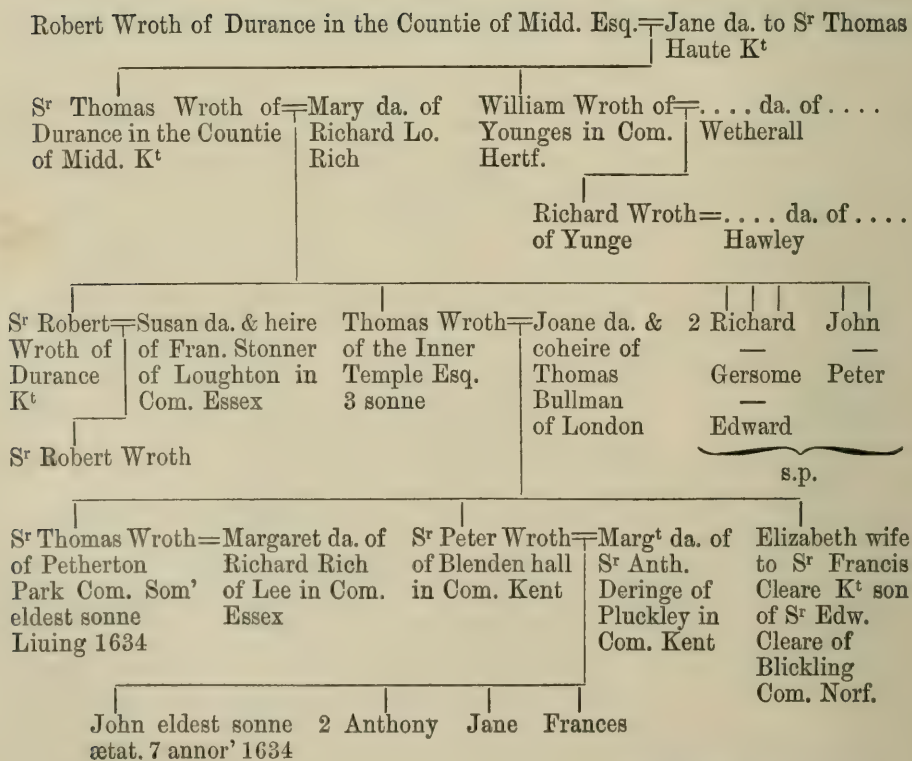 Robert Wroth of Durance in the Countie of Midd. Esq.=Jane da. to Sʳ Thomas
Haute Kᵗ
Sʳ Thomas Wroth of=Mary da. of
Durance in the Countie Richard Lo.
of Midd. Kᵗ Rich
William Wroth of=. . . . da. of . . . .
Younges in Com. Wetherall
Hertf.
Richard Wroth=. . . . da. of . . . .
of Yunge Hawley
Sʳ Robert=Susan da. & heire
Wroth of of Fran. Stonner
Durance of Loughton in
Kᵗ Com. Essex
Thomas Wroth=Joane da. &
of the Inner coheire of
Temple Esq. Thomas
3 sonne Bullman
of London
2 Richard John
— —
Gersome Peter
—
Edward
s.p.
Sʳ Robert Wroth
Sʳ Thomas Wroth=Margaret da. of
of Petherton Richard Rich
Park Com. Som' of Lee in Com.
eldest sonne Essex
Liuing 1634
Sʳ Peter Wroth=Margᵗ da. of
of Blenden hall Sʳ Anth.
in Com. Kent Deringe of
Pluckley in
Com. Kent
Elizabeth wife
to Sʳ Francis
Cleare Kᵗ son
of Sʳ Edw.
Cleare of
Blickling
Com. Norf.
John eldest sonne 2 Anthony Jane Frances
ætat. 7 annor' 1634